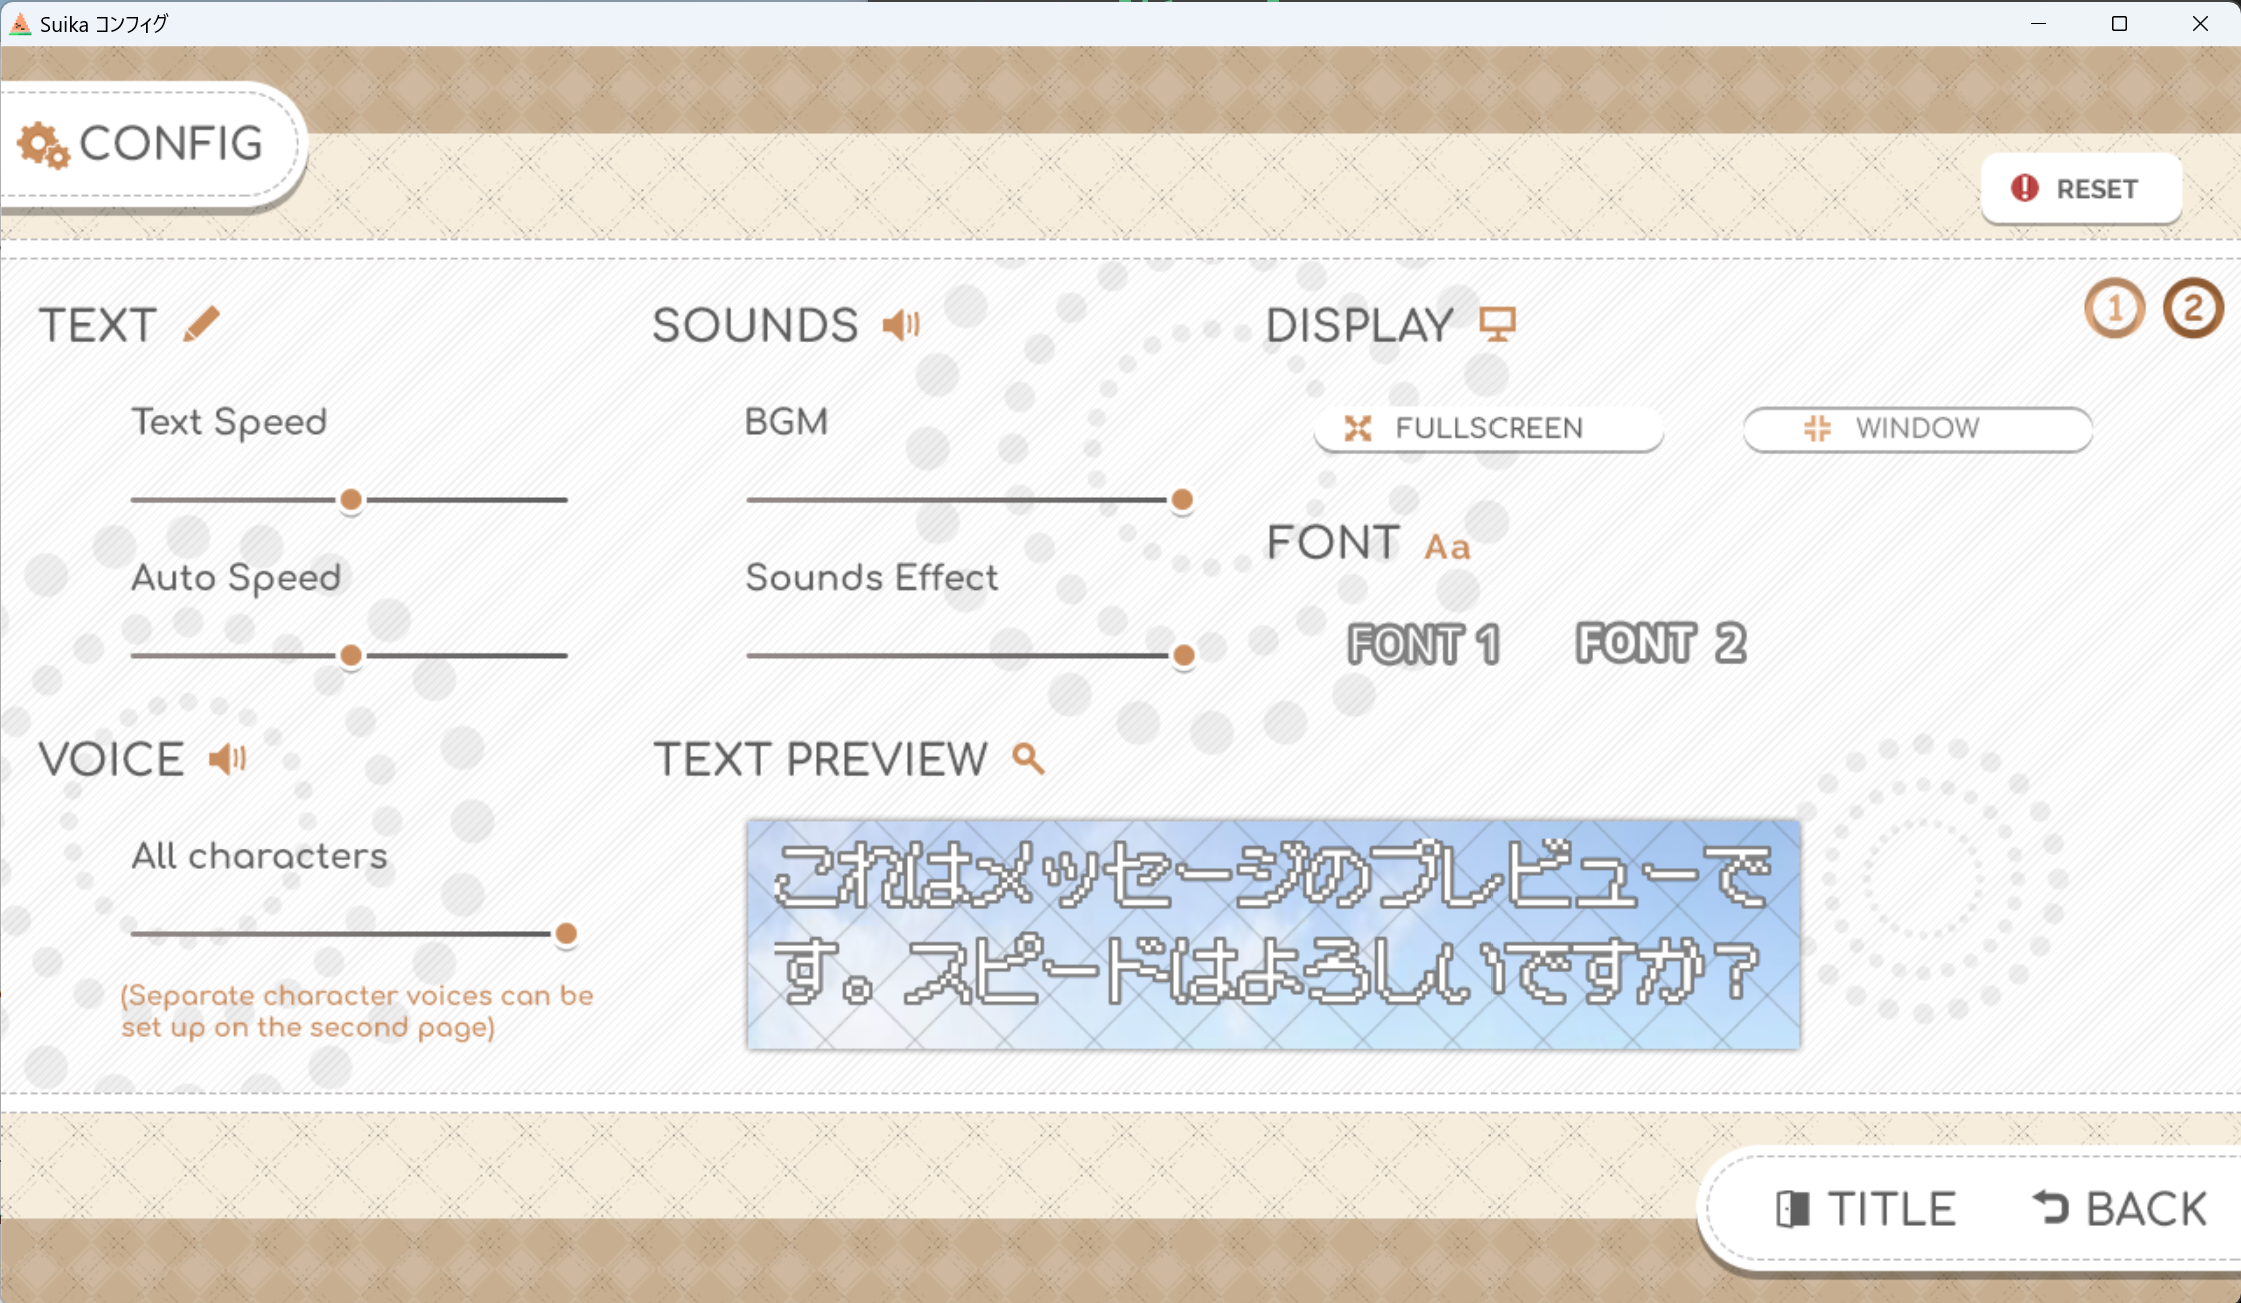 Suika コンフィグ
CONFIG
RESET
TEXT
SOUNDS
DISPLAY
1
2
Text Speed
BGM
FULLSCREEN
WINDOW
FONT Aa
Auto Speed
Sounds Effect
FONT 1
FONT 2
VOICE
TEXT PREVIEW
All characters
これはメッセージのプレビューで
す。スピードはよろしいですか？
(Separate character voices can be
set up on the second page)
TITLE
BACK